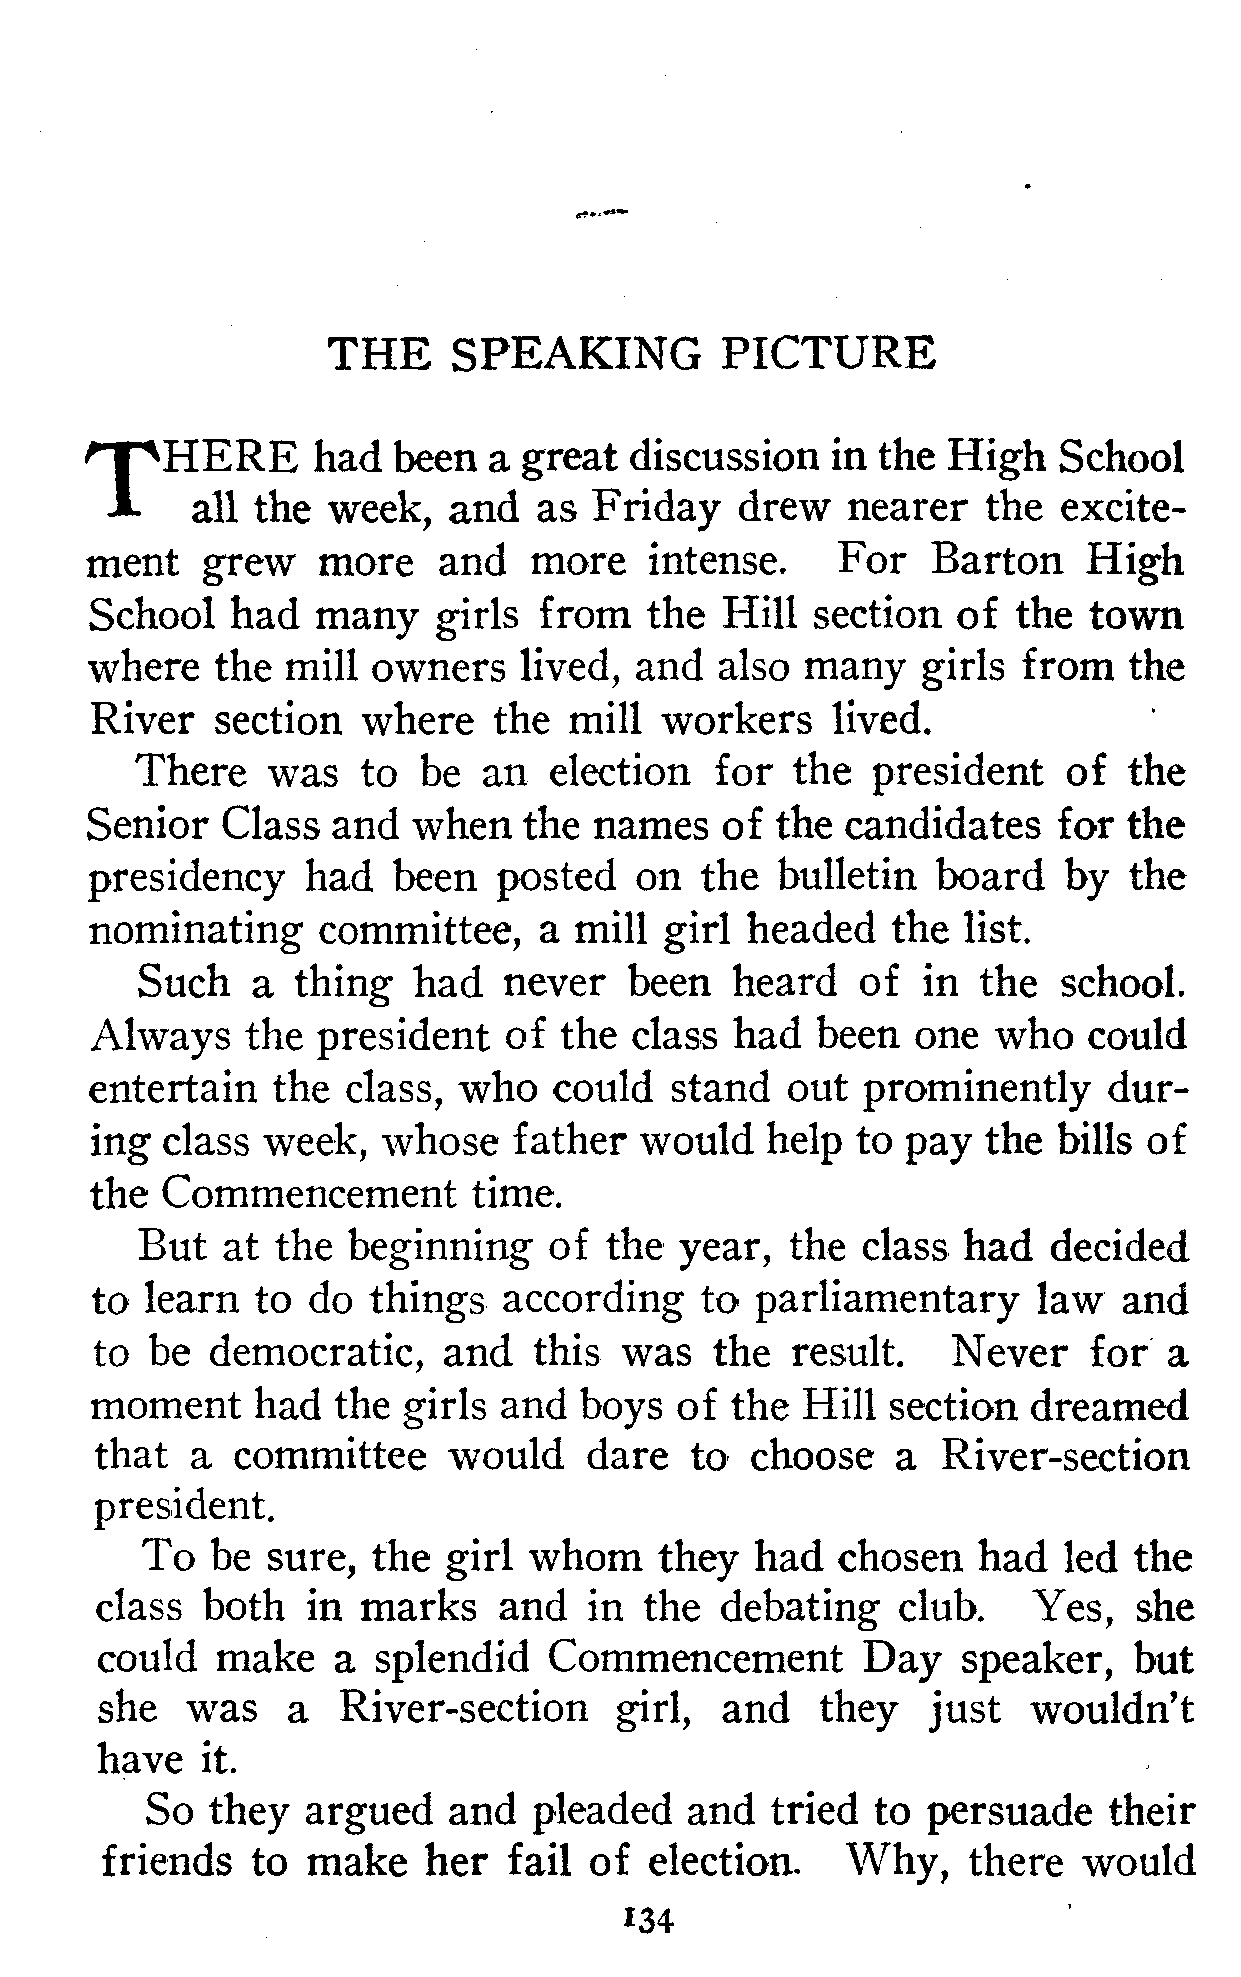 THE SPEAKING PICTURE
THERE had been a great discussion in the High School
all the week, and as Friday drew nearer the excite-
ment grew more and more intense. For Barton High
School had many girls from the Hill section of the town
where the mill owners lived, and also many girls from the
River section where the mill workers lived.
There was to be an election for the president of the
Senior Class and when the names of the candidates for the
presidency had been posted on the bulletin board by the
nominating committee, a mill girl headed the list.
Such a thing had never been heard of in the school.
Always the president of the class had been one who could
entertain the class, who could stand out prominently dur-
ing class week, whose father would help to pay the bills of
the Commencement time.
But at the beginning of the year, the class had decided
to learn to do things according to parliamentary law and
to be democratic, and this was the result. Never for a
moment had the girls and boys of the Hill section dreamed
that a committee would dare to choose a River-section
president.
To be sure, the girl whom they had chosen had led the
class both in marks and in the debating club. Yes, she
could make a splendid Commencement Day speaker, but
she was a River-section girl, and they just wouldn't
have it.
So they argued and pleaded and tried to persuade their
friends to make her fail of election. Why, there would
134